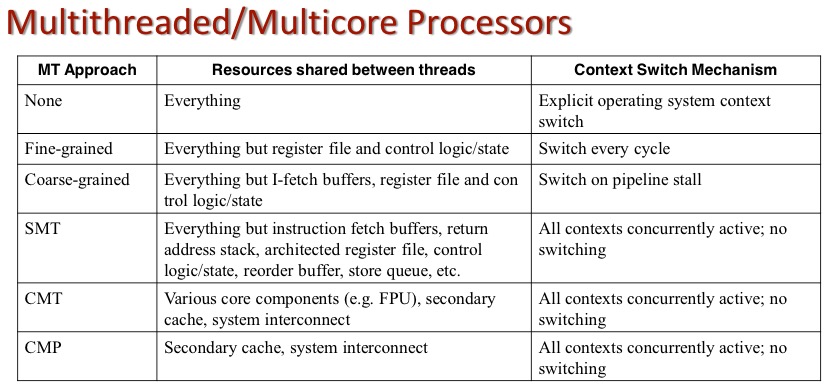 Multithreaded/Multicore Processors
MT Approach
Resources shared between threads
Context Switch Mechanism
None
Everything
Explicit operating system context
switch
Fine-grained
Everything but register file and control logic/state
Switch every cycle
Coarse-grained
Everything but I-fetch buffers, register file and con
trol logic/state
Switch on pipeline stall
SMT
Everything but instruction fetch buffers, return
address stack, architected register file, control
logic/state, reorder buffer, store queue, etc.
All contexts concurrently active; no
switching
CMT
Various core components (e.g. FPU), secondary
cache, system interconnect
All contexts concurrently active; no
switching
CMP
Secondary cache, system interconnect
All contexts concurrently active; no
switching